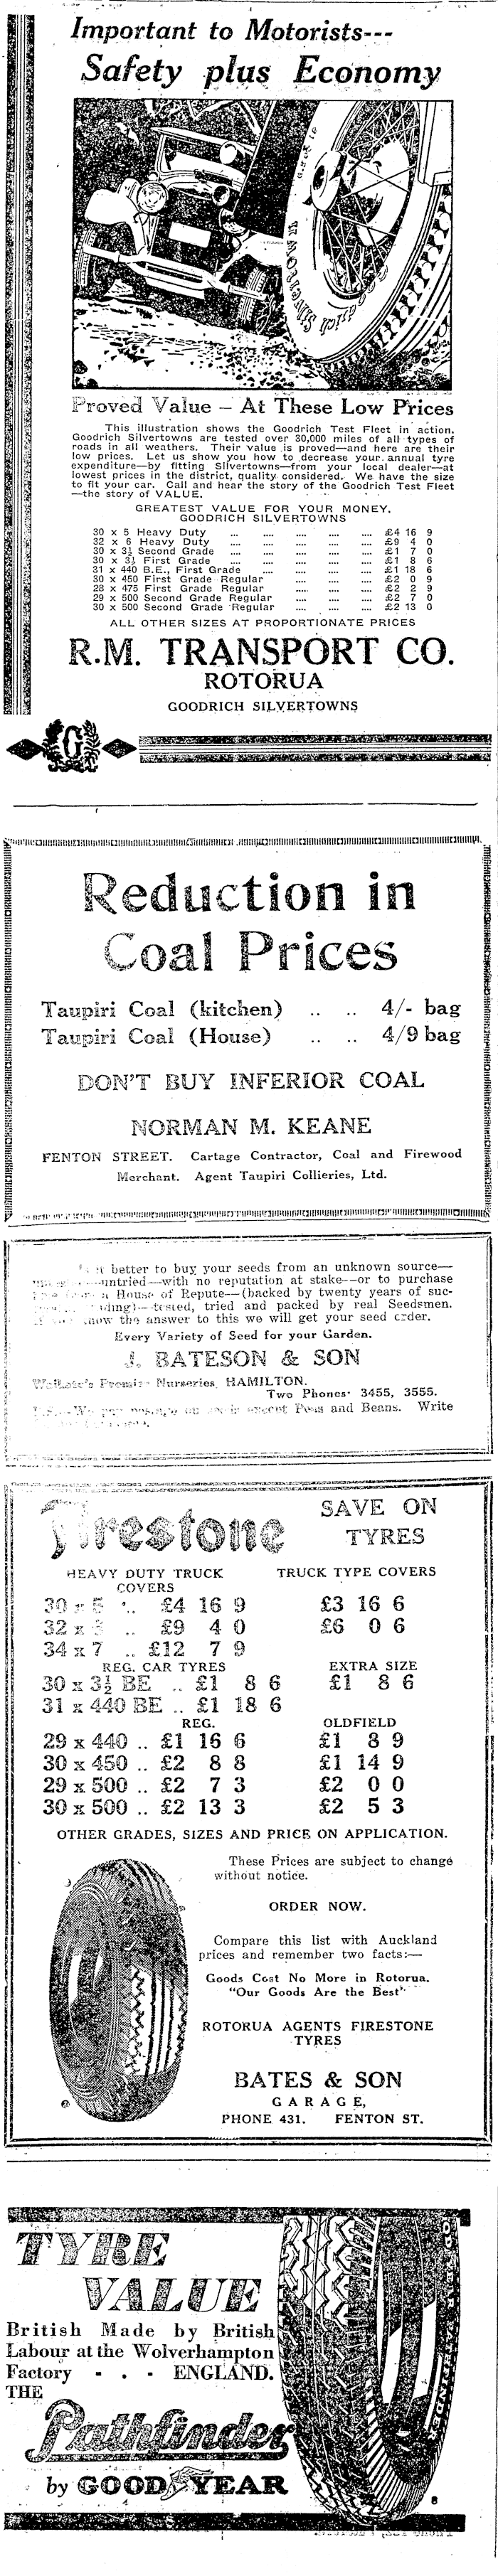 Important to Motorists---
Safety plus Economy
Goodrich Silvertown
Proved Value — At These Low Prices
This illustration shows the Goodrich Test Fleet in action.
Goodrich Silvertowns are tested over 30,000 miles of all types of
roads in all weathers. Their value is proved—and here are their
low prices. Let us show you how to decrease your annual tyre
expenditure—by fitting Silvertowns—from your local dealer—at
lowest prices in the district, quality considered. We have the size
to fit your car. Call and hear the story of the Goodrich Test Fleet
—the story of VALUE.
GREATEST VALUE FOR YOUR MONEY.
GOODRICH SILVERTOWNS
30 x 5 Heavy Duty .... .... .... .... .... £4 16 9
32 x 6 Heavy Duty .... .... .... .... .... £9 4 0
30 x 3½ Second Grade .... .... .... .... £1 7 0
30 x 3½ First Grade .... .... .... .... .... £1 8 6
31 x 440 B.E., First Grade .... .... .... £1 18 6
30 x 450 First Grade Regular .... .... .... £2 0 9
28 x 475 First Grade Regular .... .... .... £2 2 9
29 x 500 Second Grade Regular .... .... .... £2 7 0
30 x 500 Second Grade Regular .... .... .... £2 13 0
ALL OTHER SIZES AT PROPORTIONATE PRICES
R.M. TRANSPORT CO.
ROTORUA
GOODRICH SILVERTOWNS
G
Reduction in
Coal Prices
Taupiri Coal (kitchen) .. .. 4/- bag
Taupiri Coal (House) .. .. 4/9 bag
DON'T BUY INFERIOR COAL
NORMAN M. KEANE
FENTON STREET. Cartage Contractor, Coal and Firewood
Merchant. Agent Taupiri Collieries, Ltd.
better to buy your seeds from an unknown source—
untried—with no reputation at stake—or to purchase
a House of Repute—(backed by twenty years of suc-
tested, tried and packed by real Seedsmen.
know the answer to this we will get your seed order.
Every Variety of Seed for your Garden.
J. BATESON & SON
Waikato's Premier Nurseries, HAMILTON.
Two Phones: 3455, 3555.
except Peas and Beans. Write
Firestone SAVE ON
TYRES
HEAVY DUTY TRUCK COVERS TRUCK TYPE COVERS
30 x 5 .. £4 16 9 £3 16 6
32 x 6 .. £9 4 0 £6 0 6
34 x 7 .. £12 7 9
REG. CAR TYRES EXTRA SIZE
30 x 3½ BE .. £1 8 6 £1 8 6
31 x 440 BE .. £1 18 6
REG. OLDFIELD
29 x 440 .. £1 16 6 £1 8 9
30 x 450 .. £2 8 8 £1 14 9
29 x 500 .. £2 7 3 £2 0 0
30 x 500 .. £2 13 3 £2 5 3
OTHER GRADES, SIZES AND PRICE ON APPLICATION.
These Prices are subject to change
without notice.
ORDER NOW.
Compare this list with Auckland
prices and remember two facts:—
Goods Cost No More in Rotorua.
"Our Goods Are the Best"
ROTORUA AGENTS FIRESTONE
TYRES
BATES & SON
GARAGE,
PHONE 431. FENTON ST.
TYRE
VALUE
British Made by British
Labour at the Wolverhampton
Factory - . - ENGLAND.
THE
Pathfinder
by GOODYEAR
8